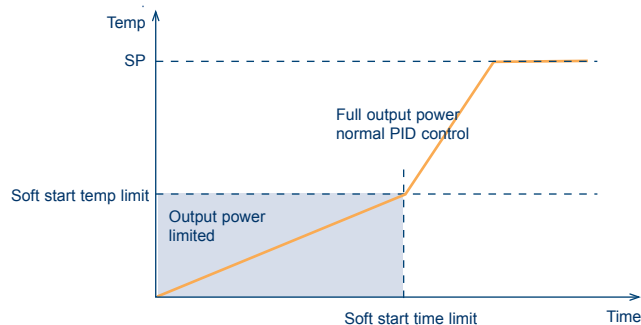 Temp
SP
Full output power
normal PID control
Soft start temp limit
Output power
limited
Soft start time limit
Time